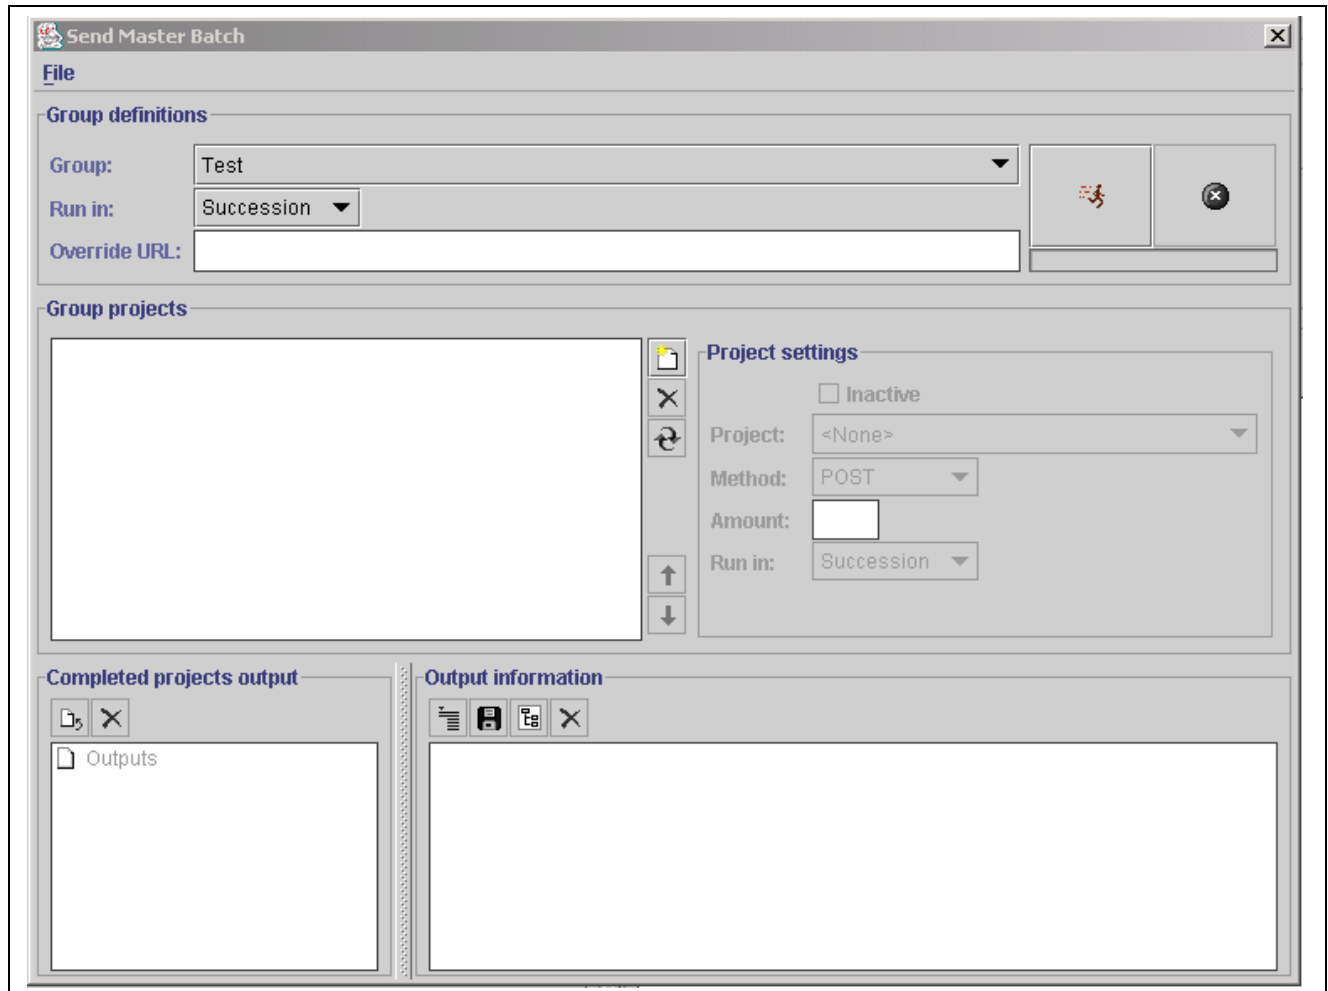 Send Master Batch
File
Group definitions
Group: Test
Run in: Succession
Override URL:
Group projects
Project settings
Inactive
Project: <None>
Method: POST
Amount:
Run in: Succession
Completed projects output
Output information
Outputs